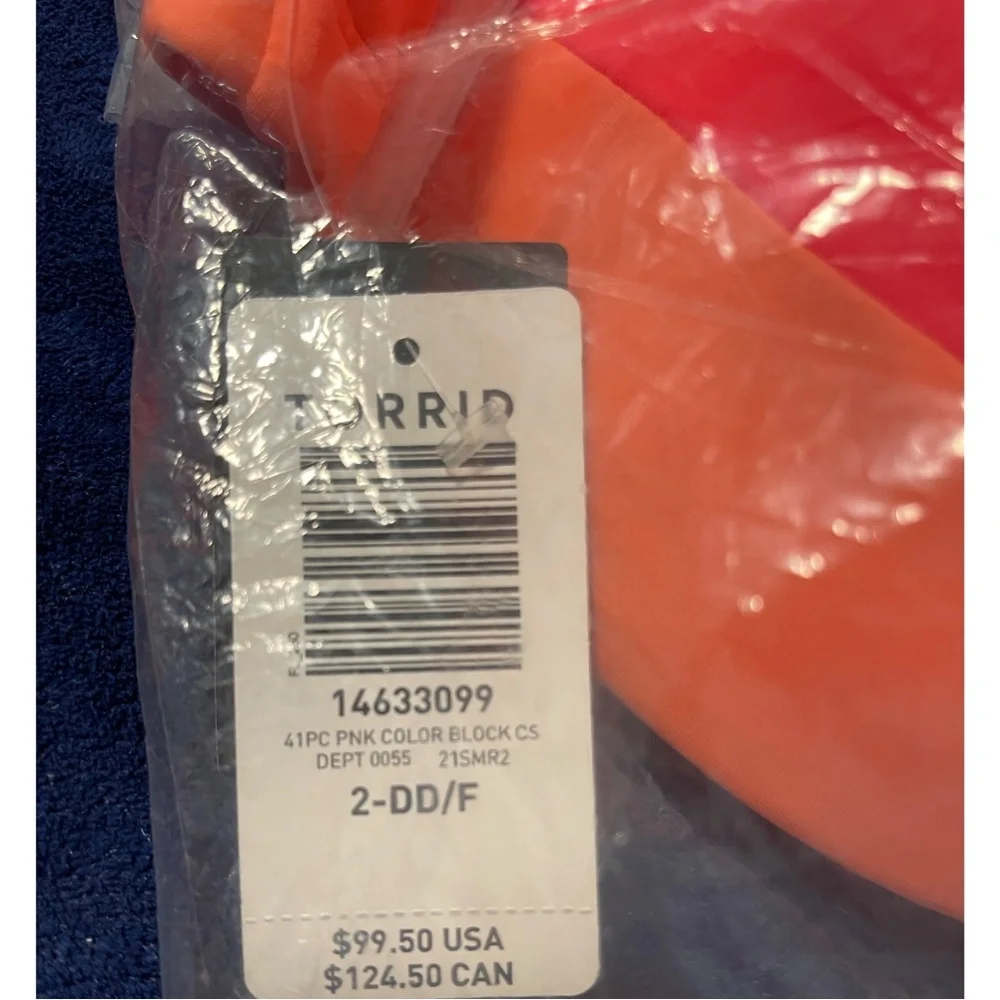 TORRID
14633099
41PC PNK COLOR BLOCK CS
DEPT 0055 21SMR2
2-DD/F
$99.50 USA
$124.50 CAN